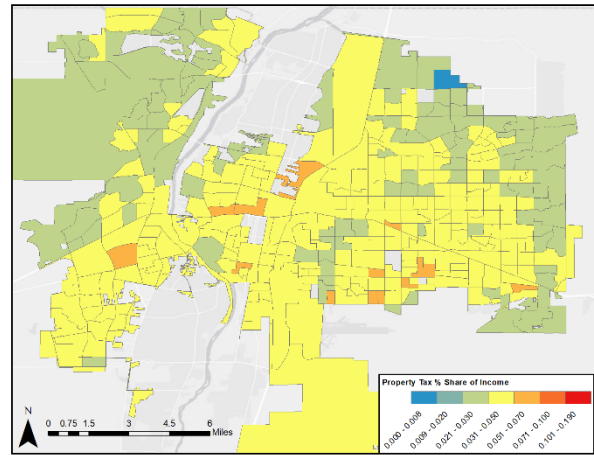 Property Tax % Share of Income
0.000 - 0.008
0.009 - 0.020
0.021 - 0.030
0.031 - 0.050
0.051 - 0.070
0.071 - 0.100
0.101 - 0.190
N
0 0.75 1.5 3 4.5 6
Miles